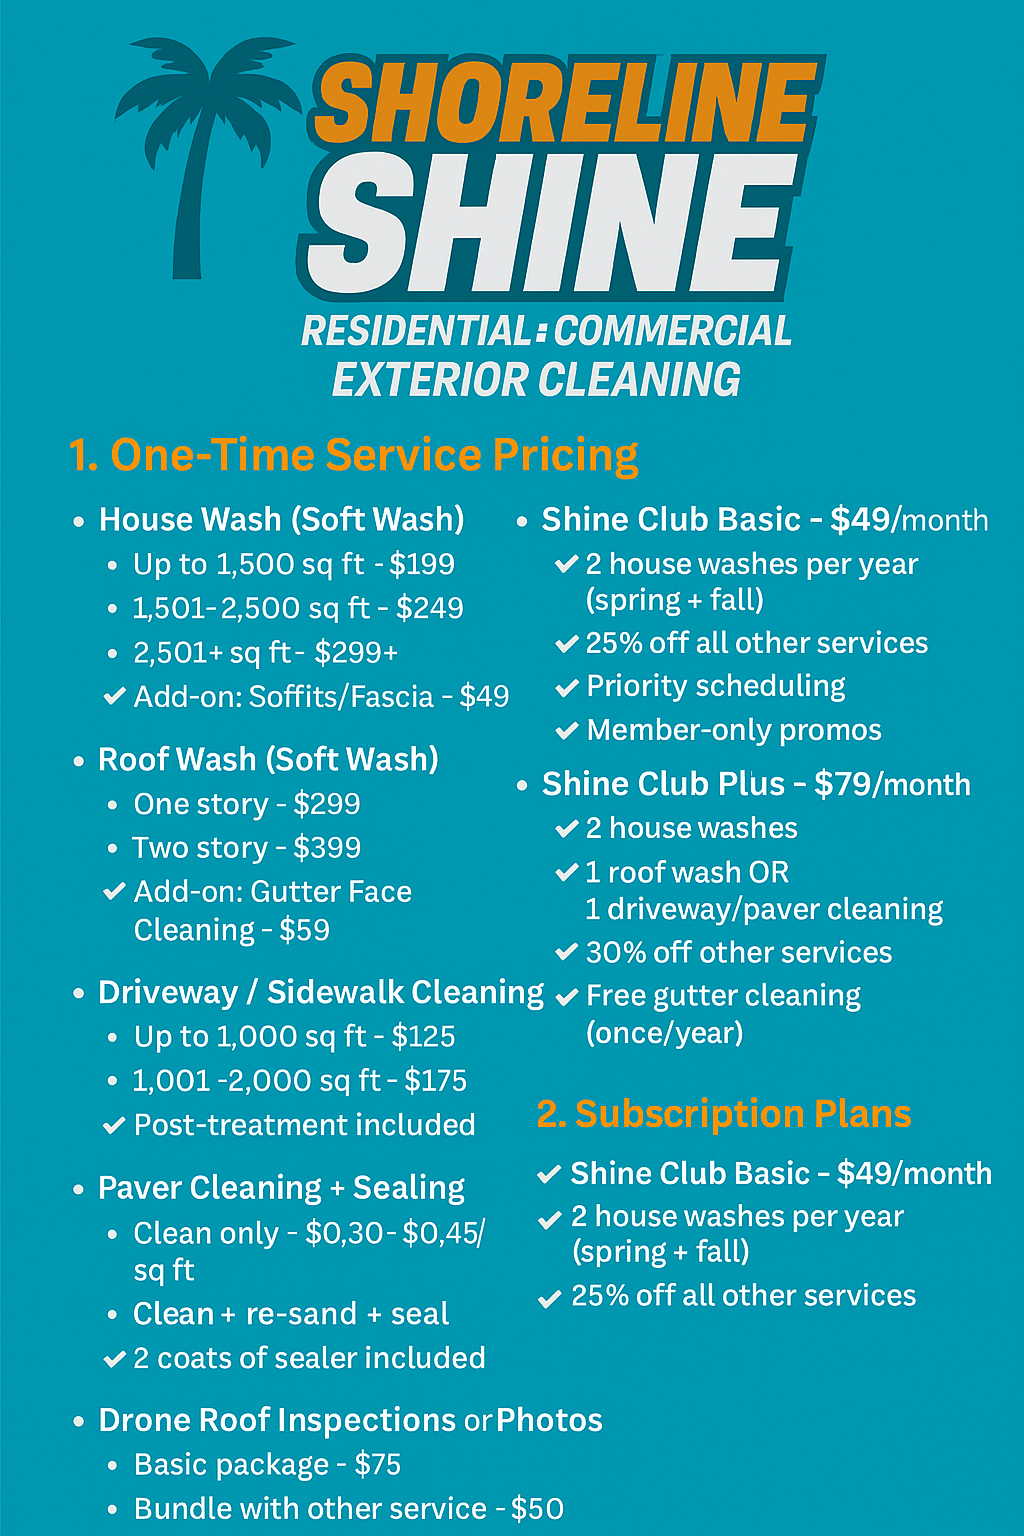 SHORELINE
SHINE
RESIDENTIAL : COMMERCIAL
EXTERIOR CLEANING
1. One-Time Service Pricing
• House Wash (Soft Wash)
• Up to 1,500 sq ft - $199
• 1,501-2,500 sq ft - $249
• 2,501+ sq ft - $299+
✓ Add-on: Soffits/Fascia - $49
• Roof Wash (Soft Wash)
• One story - $299
• Two story - $399
✓ Add-on: Gutter Face
Cleaning - $59
• Driveway / Sidewalk Cleaning
• Up to 1,000 sq ft - $125
• 1,001 -2,000 sq ft - $175
✓ Post-treatment included
• Paver Cleaning + Sealing
• Clean only - $0,30 - $0,45/
sq ft
• Clean + re-sand + seal
✓ 2 coats of sealer included
• Drone Roof Inspections or Photos
• Basic package - $75
• Bundle with other service - $50
• Shine Club Basic - $49/month
✓ 2 house washes per year
(spring + fall)
✓ 25% off all other services
✓ Priority scheduling
✓ Member-only promos
• Shine Club Plus - $79/month
✓ 2 house washes
✓ 1 roof wash OR
1 driveway/paver cleaning
✓ 30% off other services
✓ Free gutter cleaning
(once/year)
2. Subscription Plans
✓ Shine Club Basic - $49/month
✓ 2 house washes per year
(spring + fall)
✓ 25% off all other services